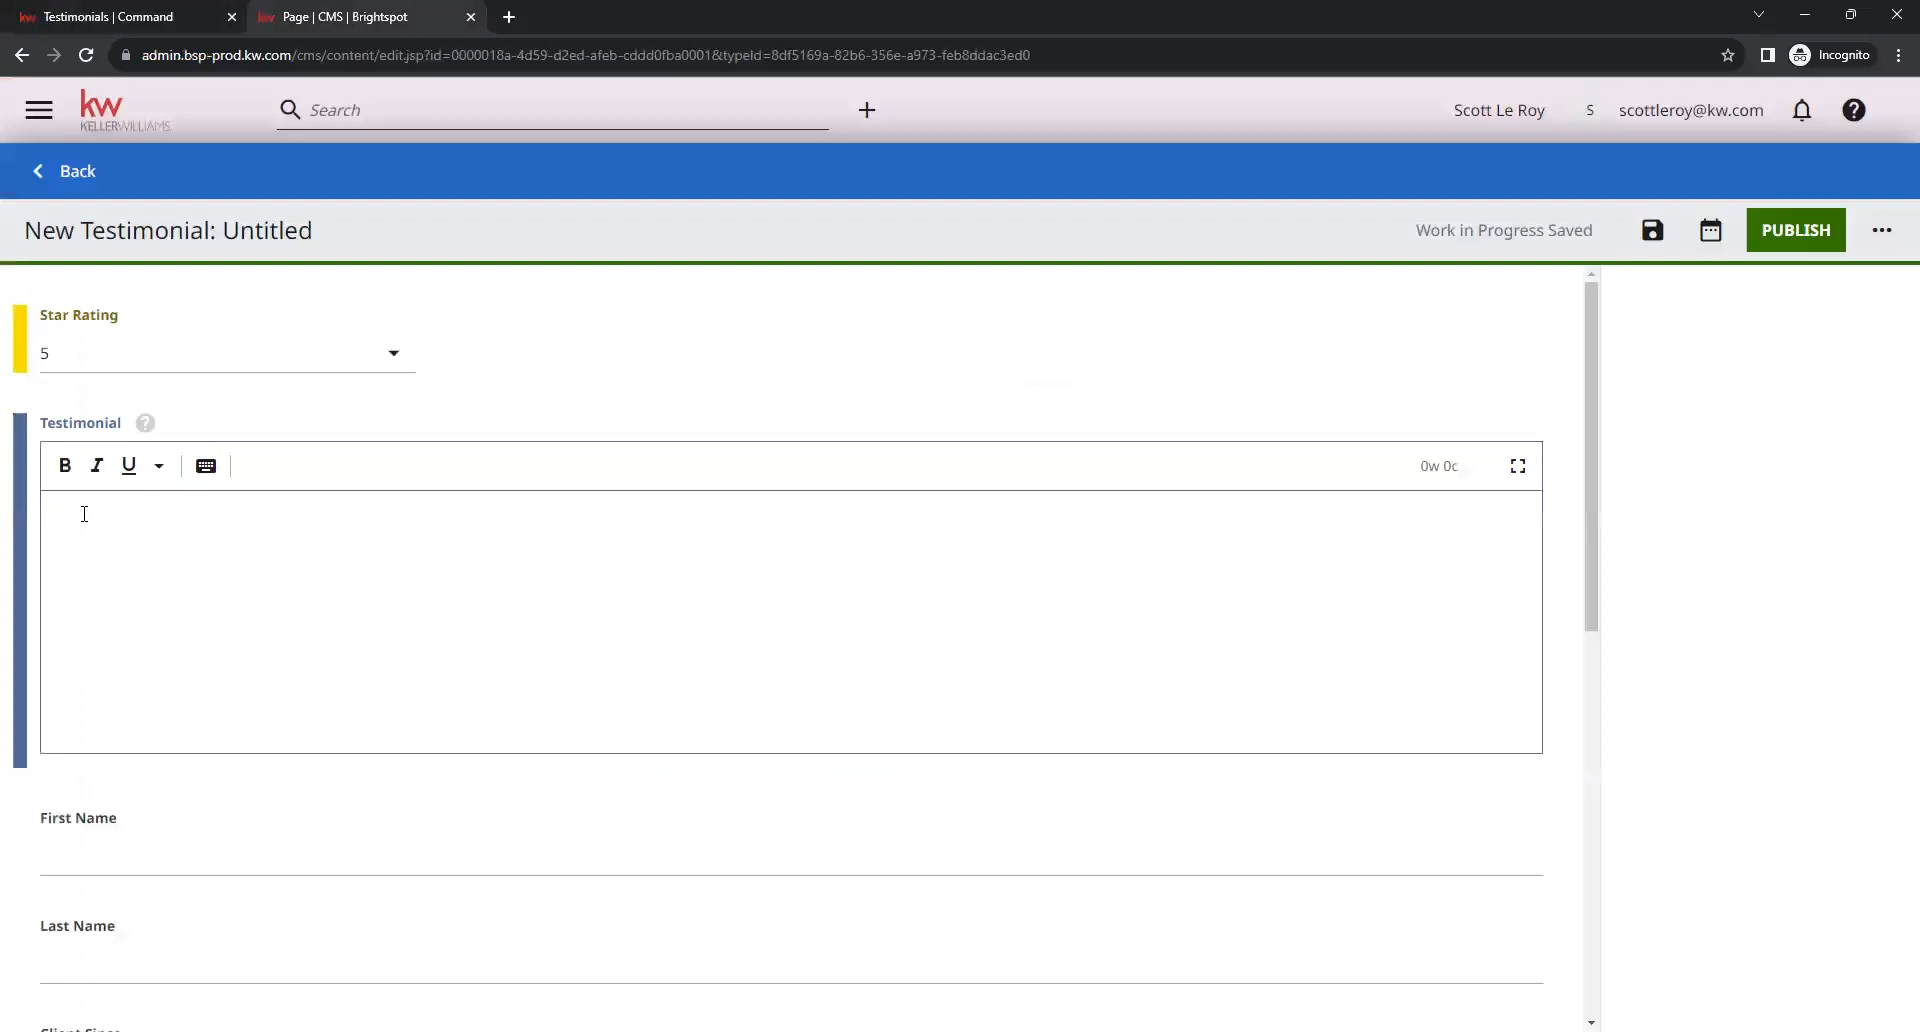 Testimonials | Command
Page | CMS | Brightspot
admin.bsp-prod.kw.com/cms/content/edit.jsp?id=0000018a-4d59-d2ed-afeb-cddd0fba0001&typeId=8df5169a-82b6-356e-a973-feb8ddac3ed0
Incognito
kw
KELLERWILLIAMS.
Search
Scott Le Roy
S
scottleroy@kw.com
Back
New Testimonial: Untitled
Work in Progress Saved
PUBLISH
Star Rating
5
Testimonial
B I U
0w 0c
First Name
Last Name
Client Since